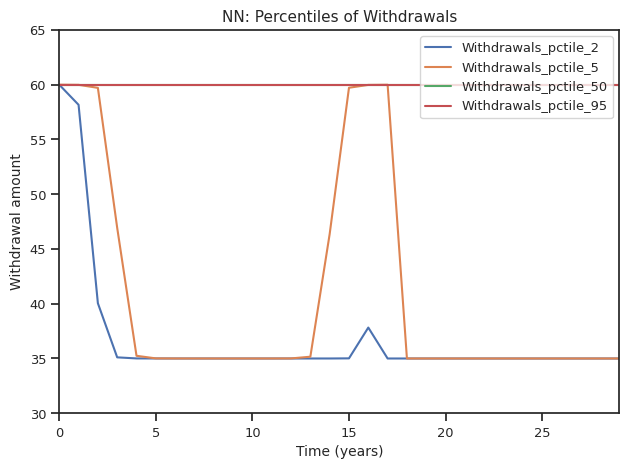 NN: Percentiles of Withdrawals
65
60
55
50
45
40
35
30
Withdrawal amount
Withdrawals_pctile_2
Withdrawals_pctile_5
Withdrawals_pctile_50
Withdrawals_pctile_95
0 5 10 15 20 25
Time (years)